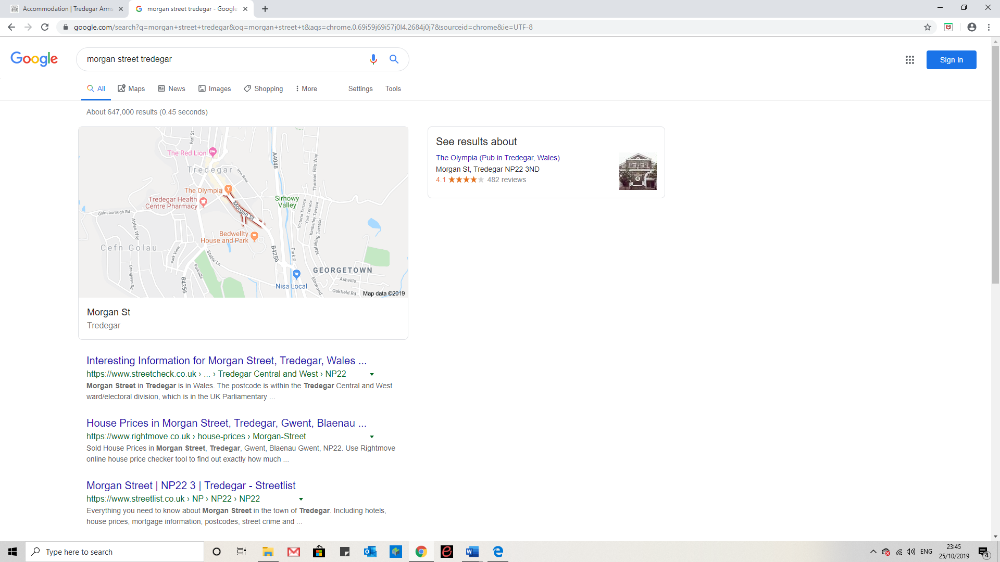 Accommodation | Tredegar Arms
morgan street tredegar - Google
google.com/search?q=morgan+street+tredegar&oq=morgan+street+t&aqs=chrome.0.69i59j69i57j0l4.2684j0j7&sourceid=chrome&ie=UTF-8
Google
morgan street tredegar
Sign in
All
Maps
News
Images
Shopping
More
Settings
Tools
About 647,000 results (0.45 seconds)
Earl St
The Red Lion
Tredegar
Iron Row
A4048
Thomas Ellis Way
The Olympia
Tredegar Health
Centre Pharmacy
Morgan St
Sirhowy
Valley
Gainsborough Rd
Attlee Way
Victoria Terrace
York Terrace
Kimberley Terrace
Mafeking Terrace
Bedwellty
House and Park
Cefn Golau
Park View
Stable Ln
B4256
Park Pl
Brangwyn Rd
Parkville
B4256
GEORGETOWN
Nisa Local
Elmwood
Ashville
Oakfield Rd
Map data ©2019
Morgan St
Tredegar
See results about
The Olympia (Pub in Tredegar, Wales)
Morgan St, Tredegar NP22 3ND
4.1 ★★★★★ 482 reviews
Interesting Information for Morgan Street, Tredegar, Wales ...
https://www.streetcheck.co.uk › ... › Tredegar Central and West › NP22
Morgan Street in Tredegar is in Wales. The postcode is within the Tredegar Central and West
ward/electoral division, which is in the UK Parliamentary ...
House Prices in Morgan Street, Tredegar, Gwent, Blaenau ...
https://www.rightmove.co.uk › house-prices › Morgan-Street
Sold House Prices in Morgan Street, Tredegar, Gwent, Blaenau Gwent, NP22. Use Rightmove
online house price checker tool to find out exactly how much ...
Morgan Street | NP22 3 | Tredegar - Streetlist
https://www.streetlist.co.uk › NP › NP22 › NP22
Everything you need to know about Morgan Street in the town of Tredegar. Including hotels,
house prices, mortgage information, postcodes, street crime and ...
Type here to search
ENG
23:45
25/10/2019
4